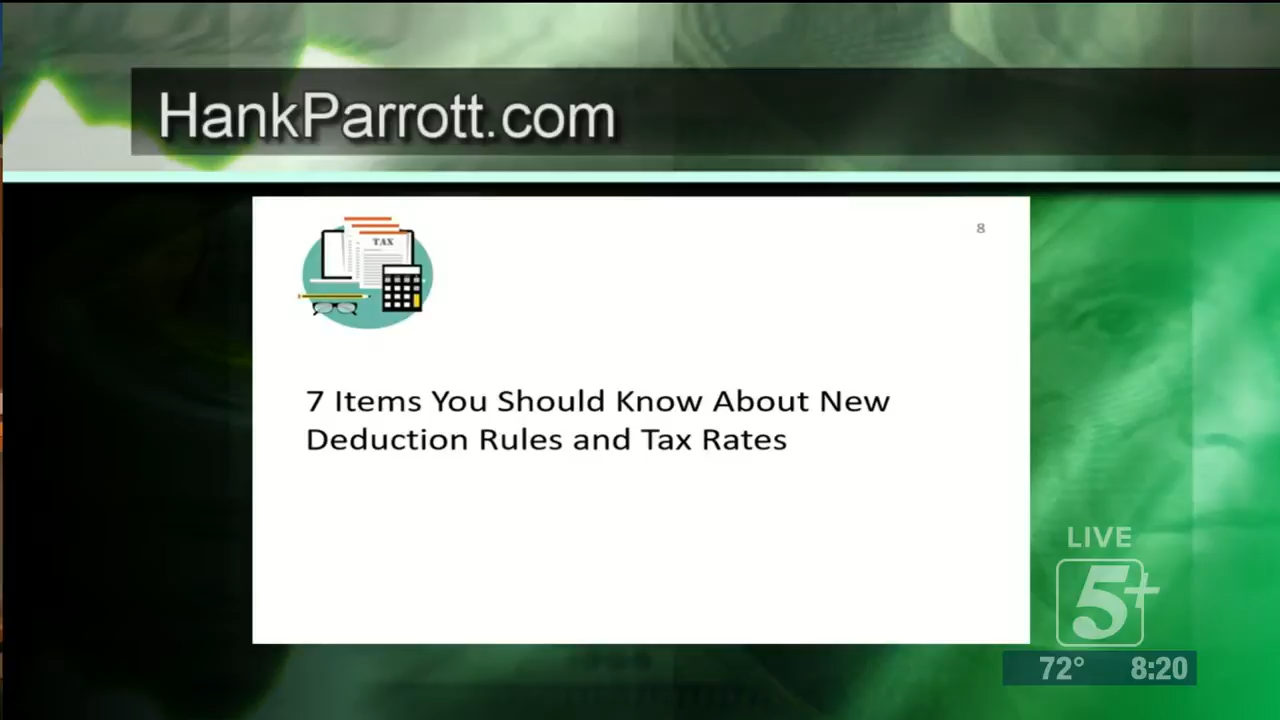 HankParrott.com
8
TAX
7 Items You Should Know About New
Deduction Rules and Tax Rates
LIVE
5+
72° 8:20